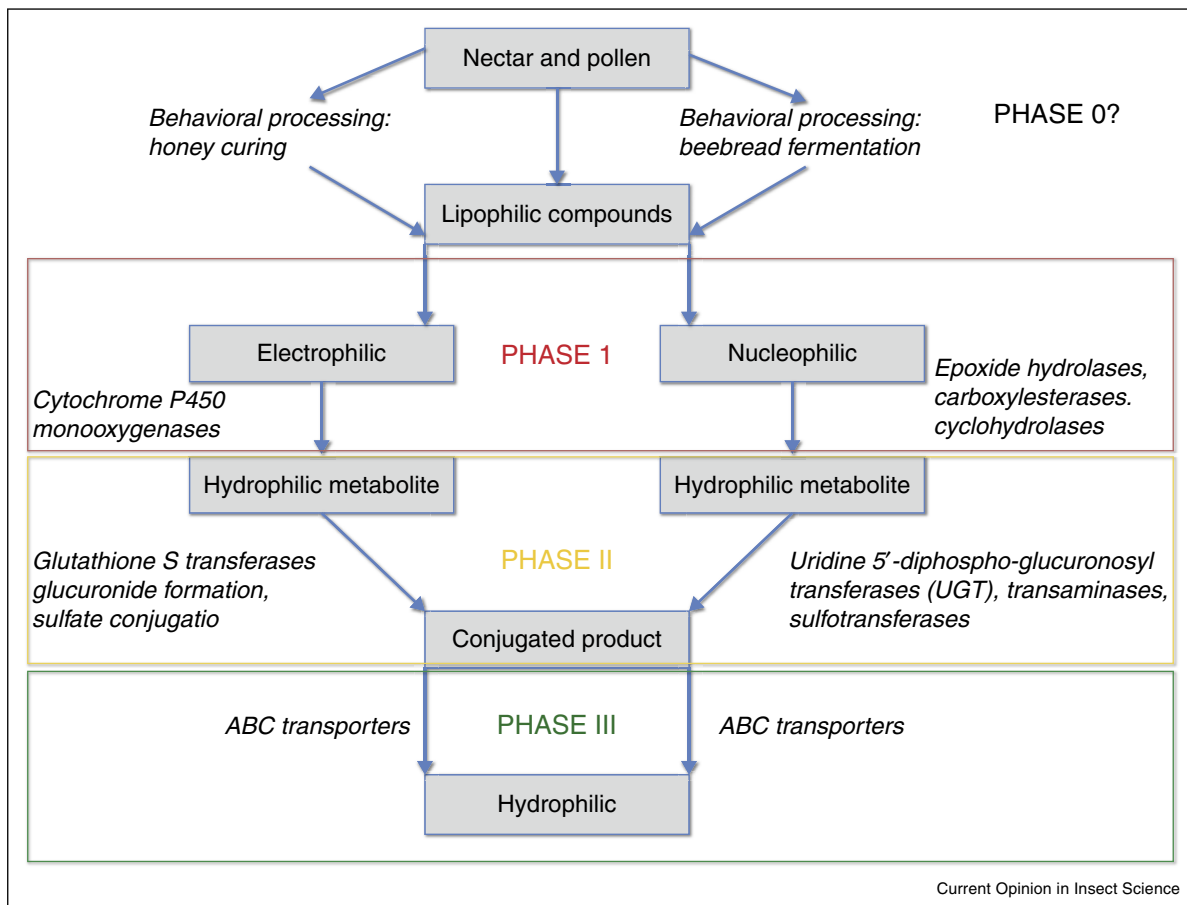 Nectar and pollen
Behavioral processing:
honey curing
Behavioral processing:
beebread fermentation
PHASE 0?
Lipophilic compounds
Electrophilic
PHASE 1
Nucleophilic
Cytochrome P450
monooxygenases
Epoxide hydrolases,
carboxylesterases.
cyclohydrolases
Hydrophilic metabolite
Hydrophilic metabolite
Glutathione S transferases
glucuronide formation,
sulfate conjugatio
PHASE II
Uridine 5′-diphospho-glucuronosyl
transferases (UGT), transaminases,
sulfotransferases
Conjugated product
ABC transporters
PHASE III
ABC transporters
Hydrophilic
Current Opinion in Insect Science